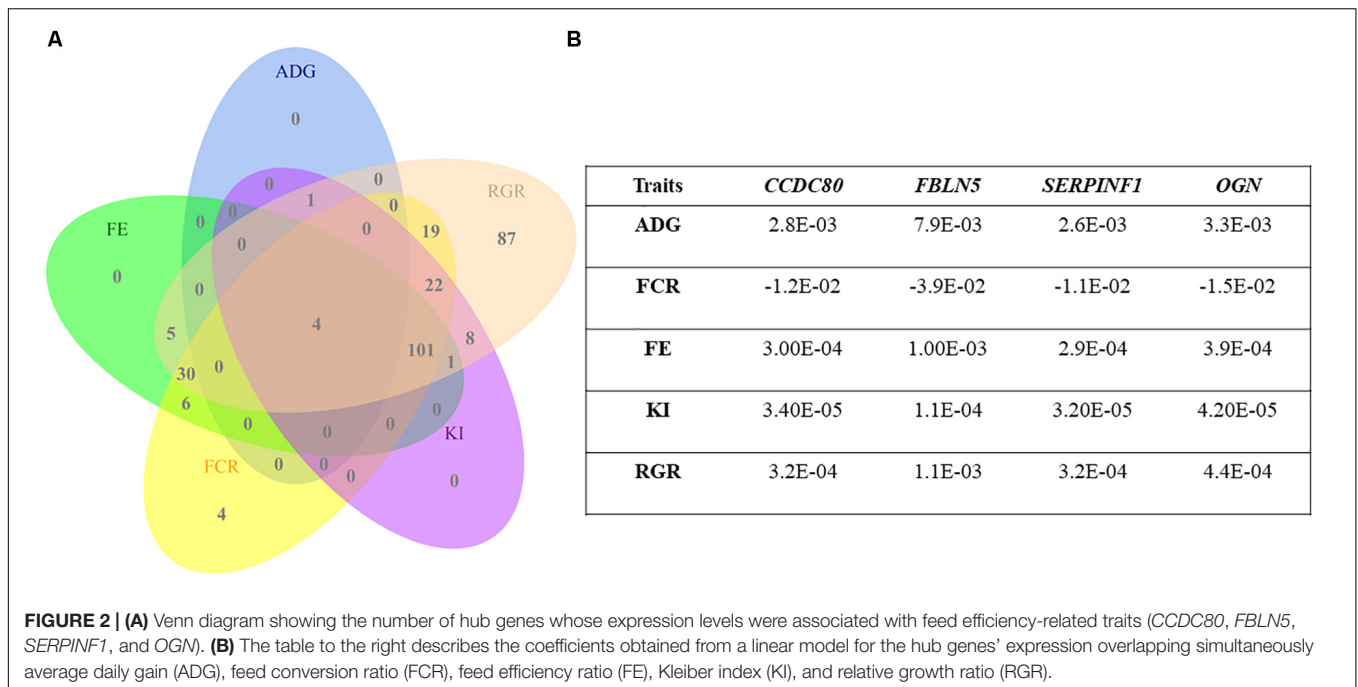 A
ADG
0
0
0
RGR
0
1
0
0
0
19
FE
0
87
0
0
22
0
4
5
8
101
1
30
0
6
0
0
0
0
KI
FCR
0
0
0
0
4
B
Traits CCDC80 FBLN5 SERPINF1 OGN
ADG 2.8E-03 7.9E-03 2.6E-03 3.3E-03
FCR -1.2E-02 -3.9E-02 -1.1E-02 -1.5E-02
FE 3.00E-04 1.00E-03 2.9E-04 3.9E-04
KI 3.40E-05 1.1E-04 3.20E-05 4.20E-05
RGR 3.2E-04 1.1E-03 3.2E-04 4.4E-04
FIGURE 2 | (A) Venn diagram showing the number of hub genes whose expression levels were associated with feed efficiency-related traits (CCDC80, FBLN5,
SERPINF1, and OGN). (B) The table to the right describes the coefficients obtained from a linear model for the hub genes' expression overlapping simultaneously
average daily gain (ADG), feed conversion ratio (FCR), feed efficiency ratio (FE), Kleiber index (KI), and relative growth ratio (RGR).